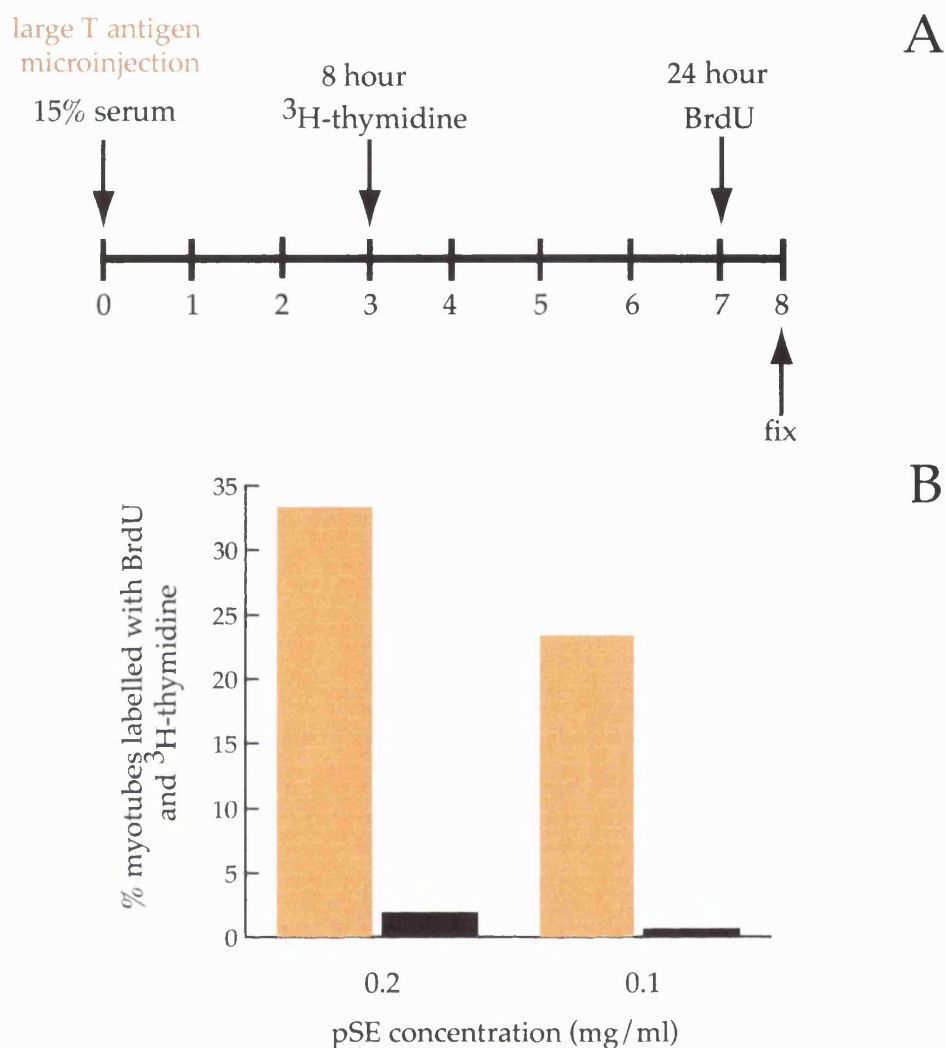 large T antigen
microinjection
15% serum
8 hour
³H-thymidine
24 hour
BrdU
A
0 1 2 3 4 5 6 7 8
fix
B
% myotubes labelled with BrdU
and ³H-thymidine
35
30
25
20
15
10
5
0
0.2 0.1
pSE concentration (mg/ml)